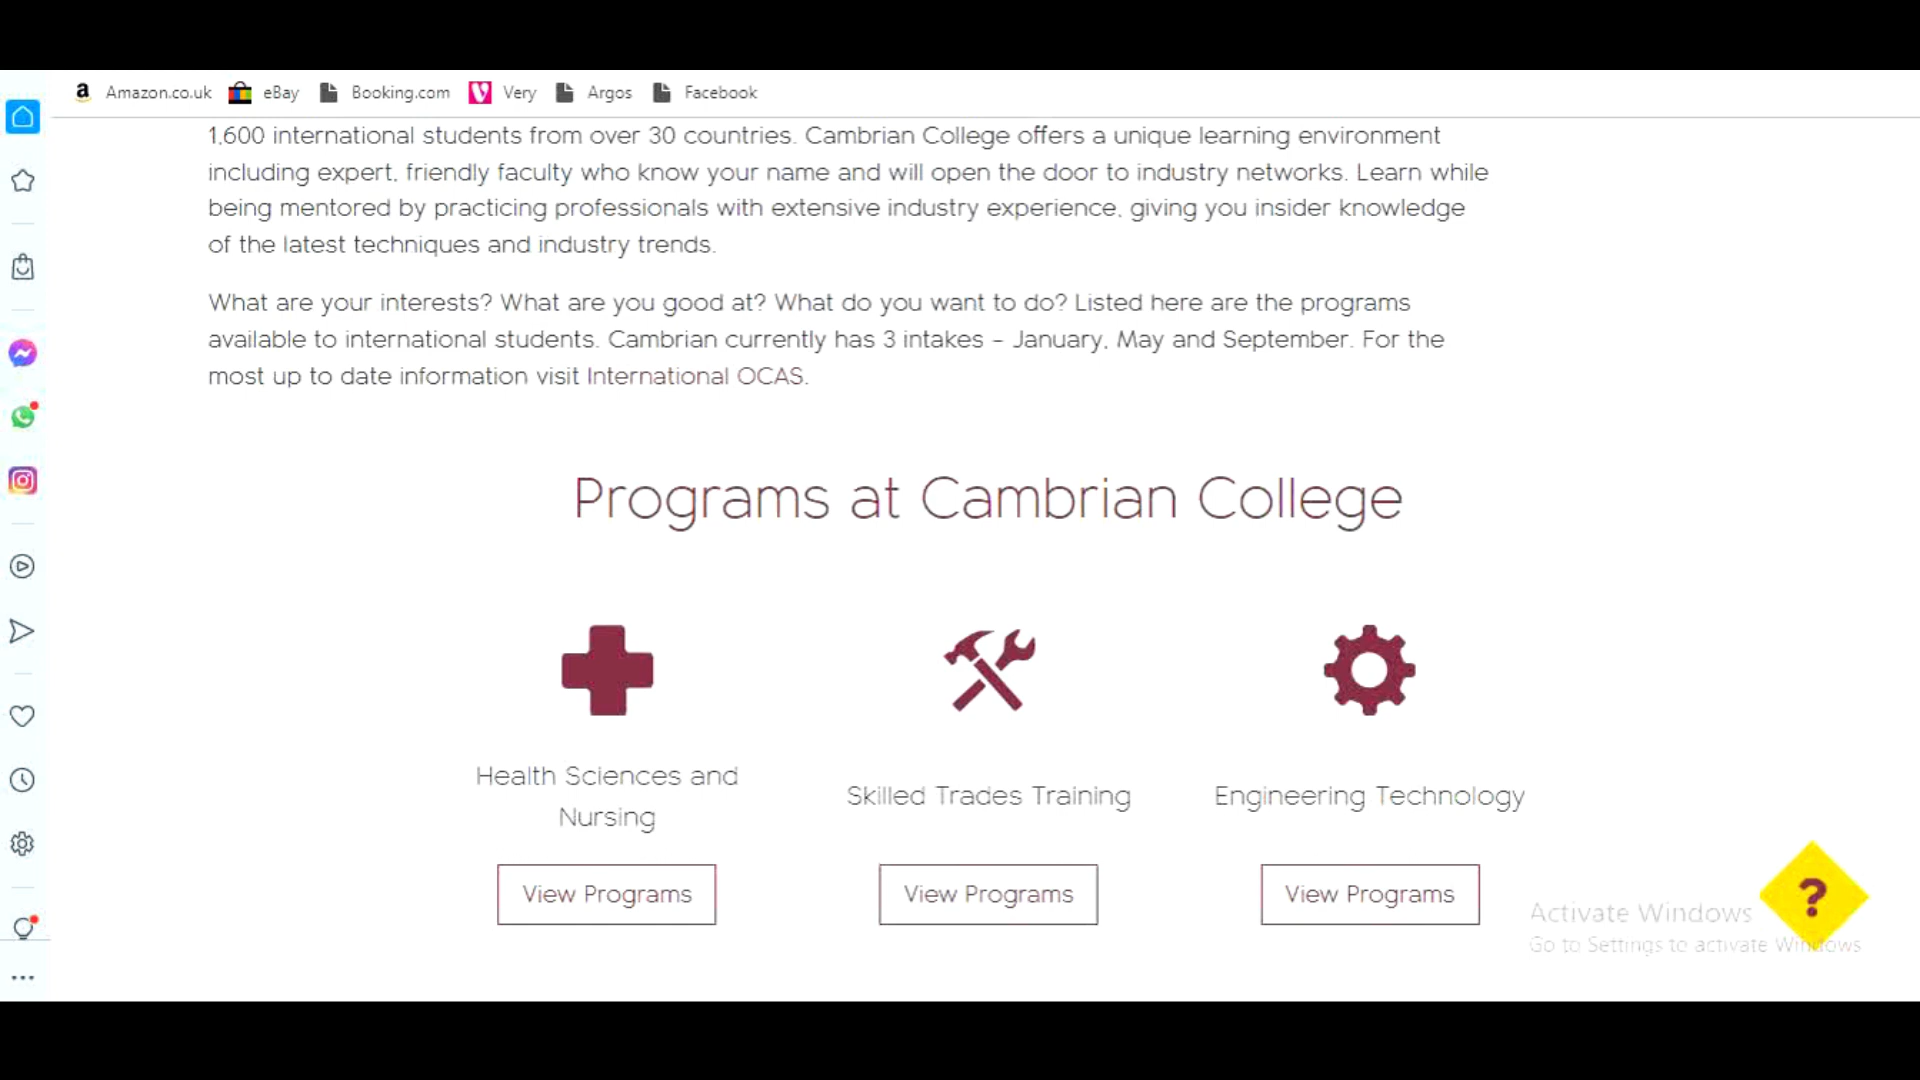 Amazon.co.uk eBay Booking.com Very Argos Facebook
1,600 international students from over 30 countries. Cambrian College offers a unique learning environment
including expert, friendly faculty who know your name and will open the door to industry networks. Learn while
being mentored by practicing professionals with extensive industry experience, giving you insider knowledge
of the latest techniques and industry trends.
What are your interests? What are you good at? What do you want to do? Listed here are the programs
available to international students. Cambrian currently has 3 intakes – January, May and September. For the
most up to date information visit International OCAS.
Programs at Cambrian College
Health Sciences and
Nursing
Skilled Trades Training
Engineering Technology
View Programs
View Programs
View Programs
?
Activate Windows
Go to Settings to activate Windows